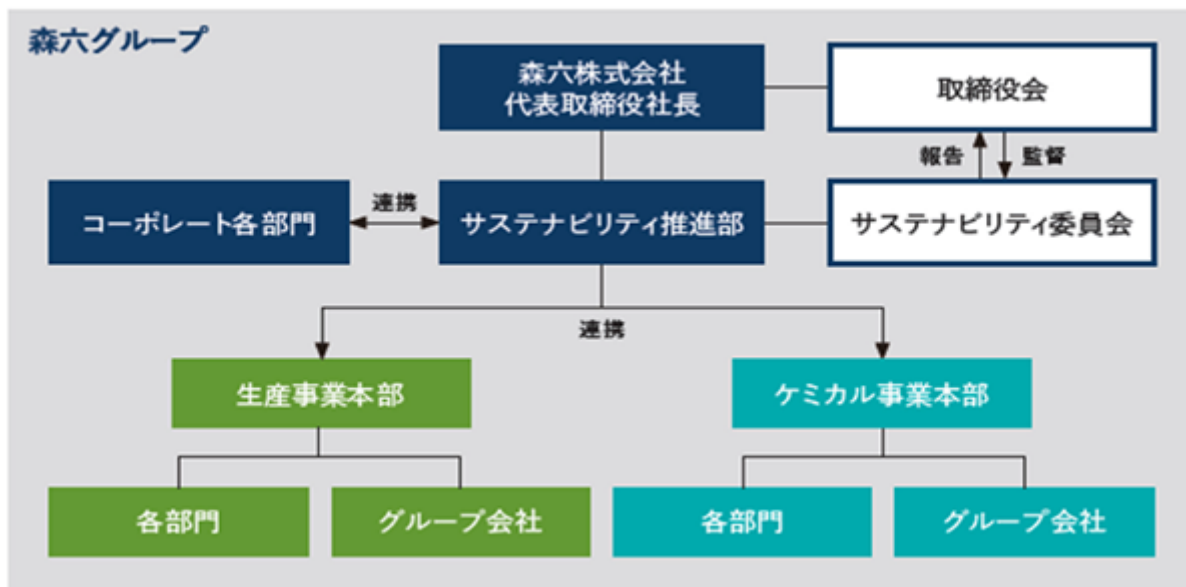 森六グループ
森六株式会社
代表取締役社長
取締役会
報告
監督
コーポレート各部門
連携
サステナビリティ推進部
サステナビリティ委員会
連携
生産事業本部
ケミカル事業本部
各部門
グループ会社
各部門
グループ会社